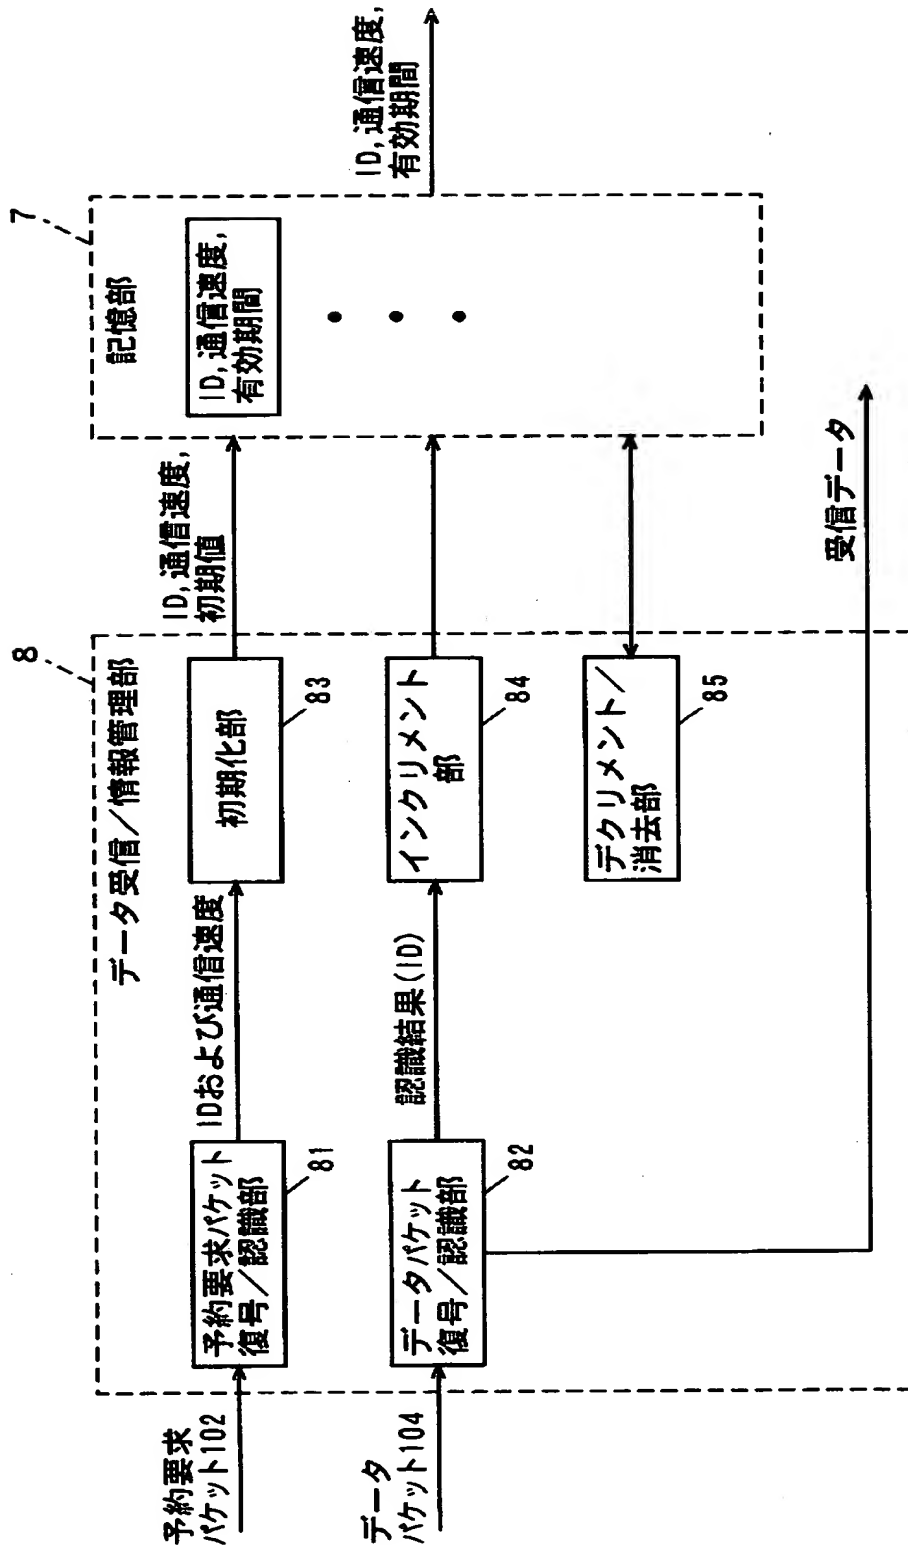 8
データ受信/情報管理部
7
記憶部
予約要求
パケット102
予約要求パケット
復号/認識部
81
IDおよび通信速度
初期化部
83
ID,通信速度,
初期値
ID,通信速度,
有効期間
ID,通信速度,
有効期間
データ
パケット104
データパケット
復号/認識部
82
認識結果(ID)
インクリメント
部
84
デクリメント/
消去部
85
受信データ